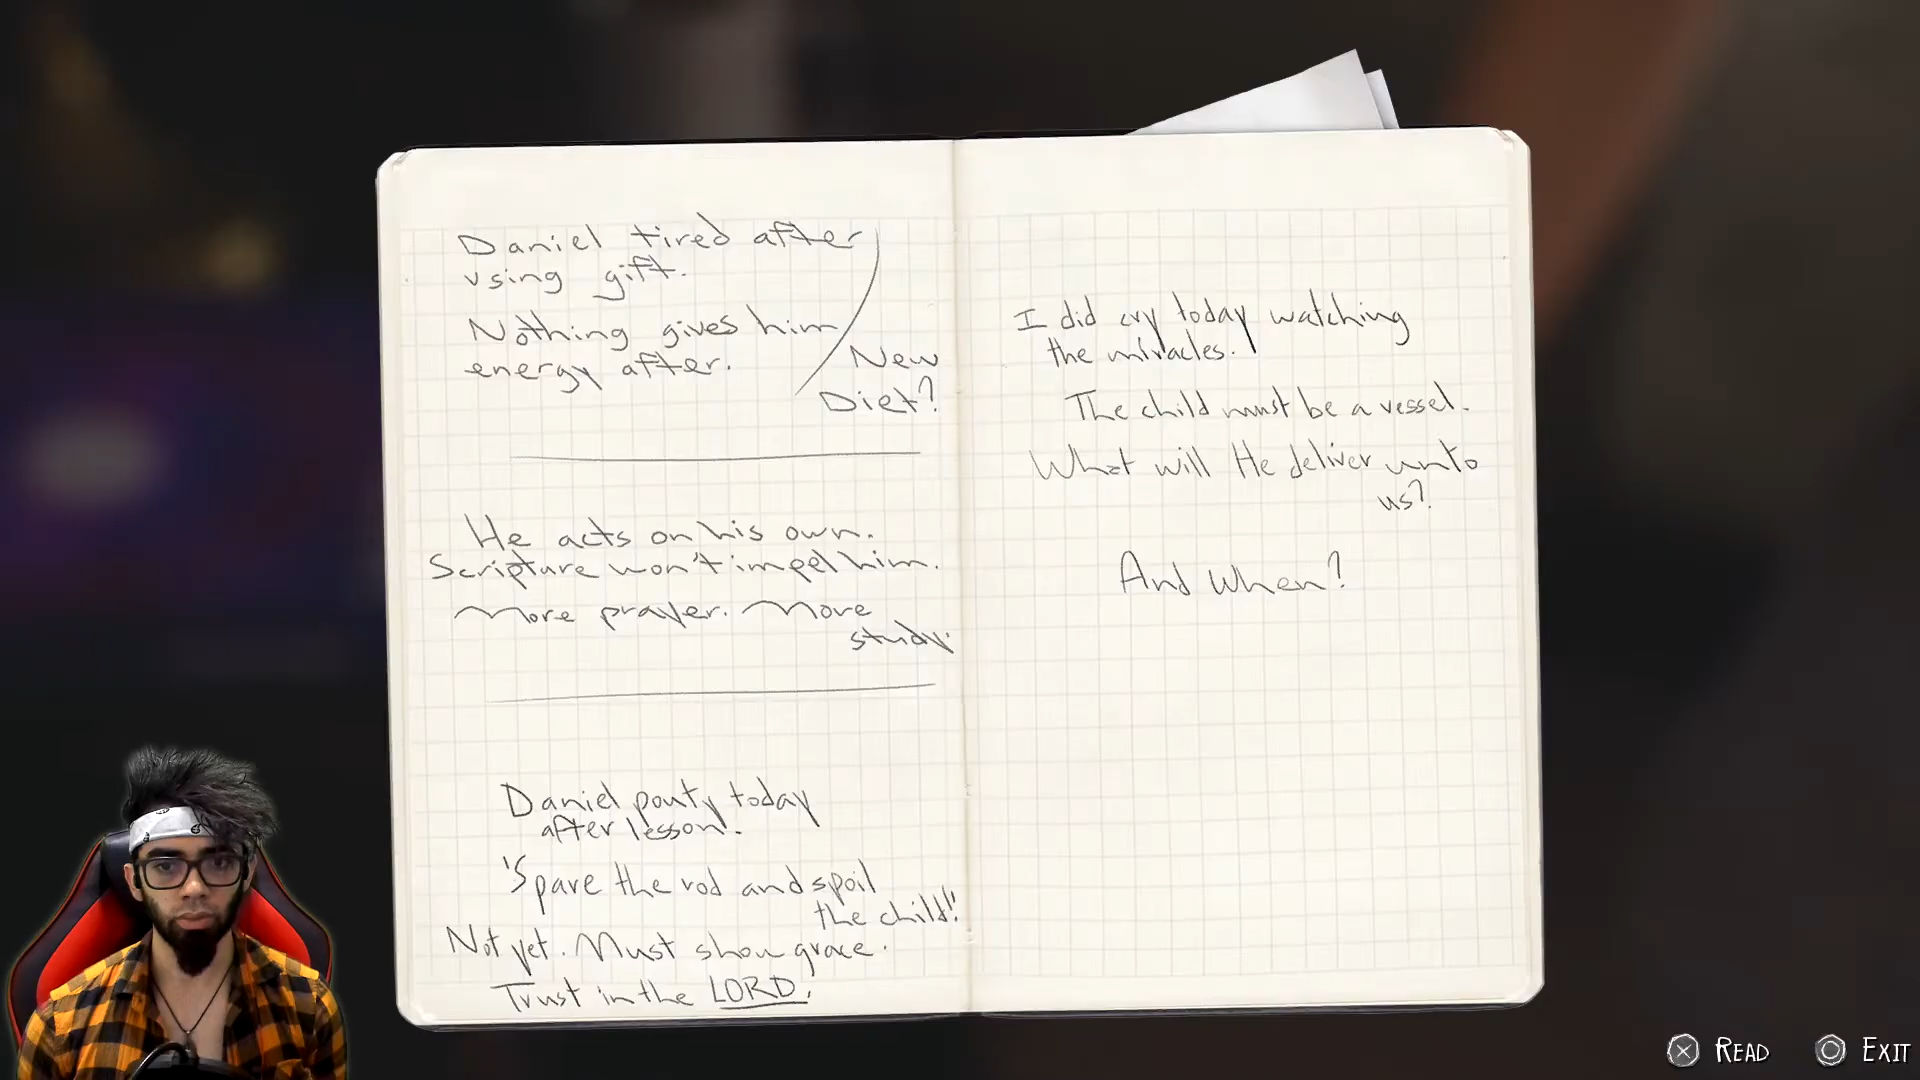 Daniel tired after
using gift.
Nothing gives him
energy after.
New
Diet?
He acts on his own.
Scripture won't impel him.
More prayer. More
study.
Daniel pouty today
after lesson.
'Spare the rod and spoil
the child!'
Not yet. Must show grace.
Trust in the LORD.
I did cry today watching
the miracles.
The child must be a vessel.
What will He deliver unto
us?
And when?
READ
EXIT